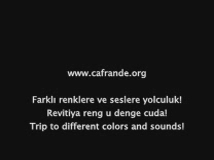 www.cafrande.org
Farklı renklere ve seslere yolculuk!
Revitiya reng u denge cuda!
Trip to different colors and sounds!